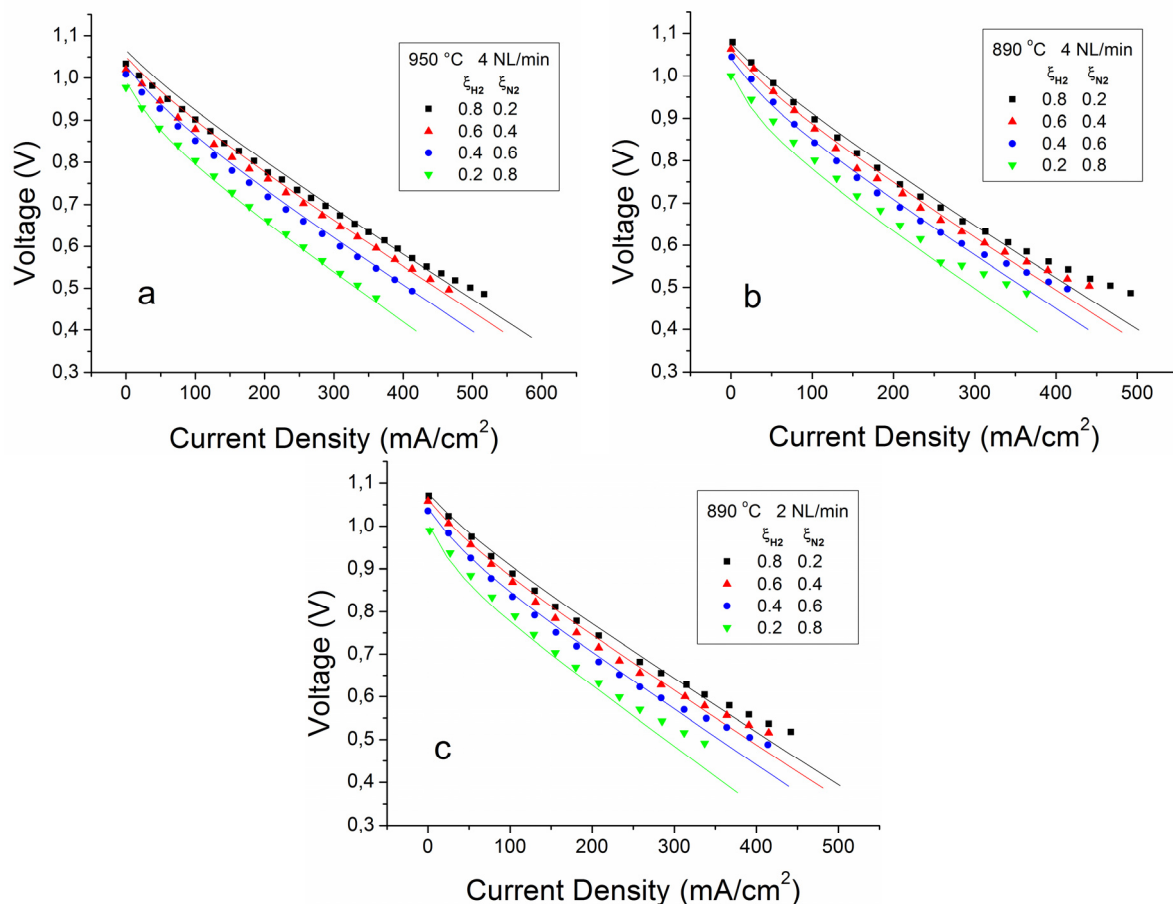 1,1
1,0
0,9
0,8
0,7
0,6
0,5
0,4
0,3
Voltage (V)
0 100 200 300 400 500 600
Current Density (mA/cm²)
950 °C 4 NL/min
ξH2 ξN2
0.8 0.2
0.6 0.4
0.4 0.6
0.2 0.8
a
1,1
1,0
0,9
0,8
0,7
0,6
0,5
0,4
0,3
Voltage (V)
0 100 200 300 400 500
Current Density (mA/cm²)
890 °C 4 NL/min
ξH2 ξN2
0.8 0.2
0.6 0.4
0.4 0.6
0.2 0.8
b
1,1
1,0
0,9
0,8
0,7
0,6
0,5
0,4
0,3
Voltage (V)
0 100 200 300 400 500
Current Density (mA/cm²)
890 °C 2 NL/min
ξH2 ξN2
0.8 0.2
0.6 0.4
0.4 0.6
0.2 0.8
c